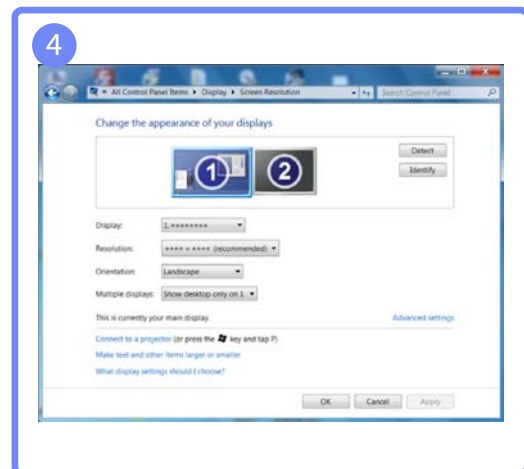 4
All Control Panel Items ▸ Display ▸ Screen Resolution Search Control Panel
Change the appearance of your displays
1 2
Detect
Identify
Display: 1. ********
Resolution: **** × **** (recommended)
Orientation: Landscape
Multiple displays: Show desktop only on 1
This is currently your main display. Advanced settings
Connect to a projector (or press the key and tap P)
Make text and other items larger or smaller
What display settings should I choose?
OK Cancel Apply